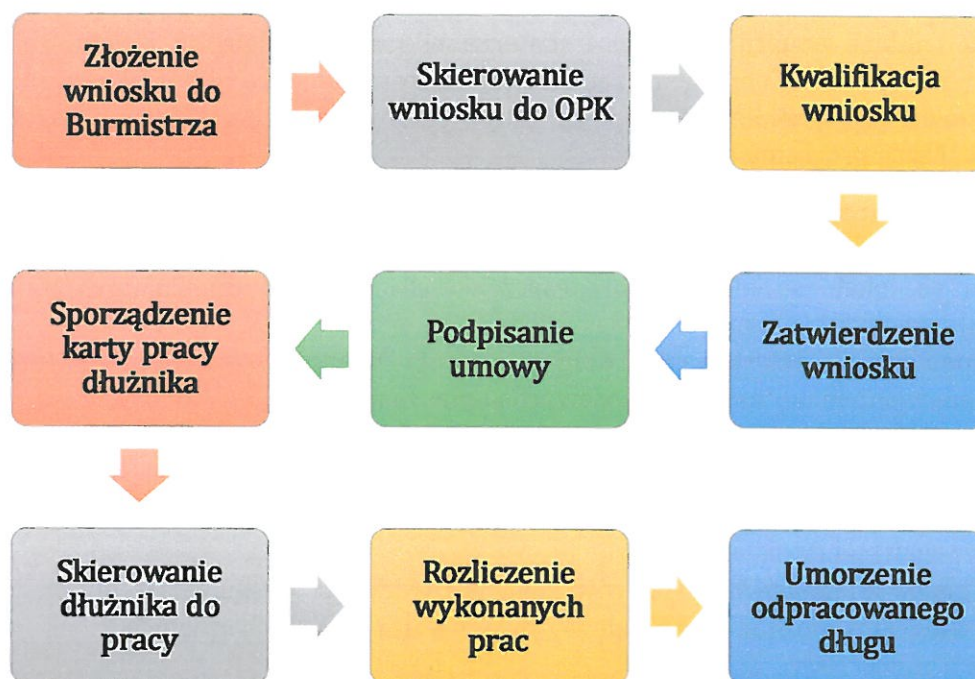 Złożenie
wniosku do
Burmistrza
Skierowanie
wniosku do OPK
Kwalifikacja
wniosku
Zatwierdzenie
wniosku
Podpisanie
umowy
Sporządzenie
karty pracy
dłużnika
Skierowanie
dłużnika do
pracy
Rozliczenie
wykonanych
prac
Umorzenie
odpracowanego
długu